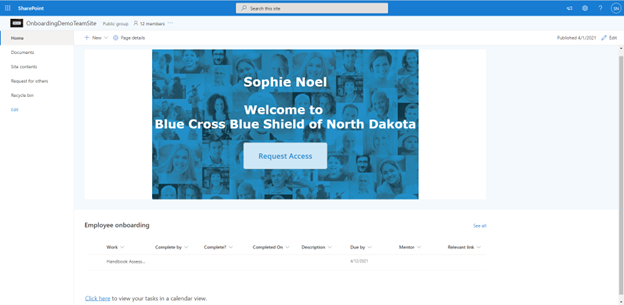 SharePoint
Search this site
SN
OnboardingDemoTeamSite
Public group
12 members
Home
Documents
Site contents
Request for others
Recycle bin
Edit
New
Page details
Published 4/1/2021
Edit
Sophie Noel
Welcome to
Blue Cross Blue Shield of North Dakota
Request Access
Employee onboarding
See all
Work
Complete by
Complete?
Completed On
Description
Due by
Mentor
Relevant link
Handbook Assess...
4/12/2021
Click here to view your tasks in a calendar view.